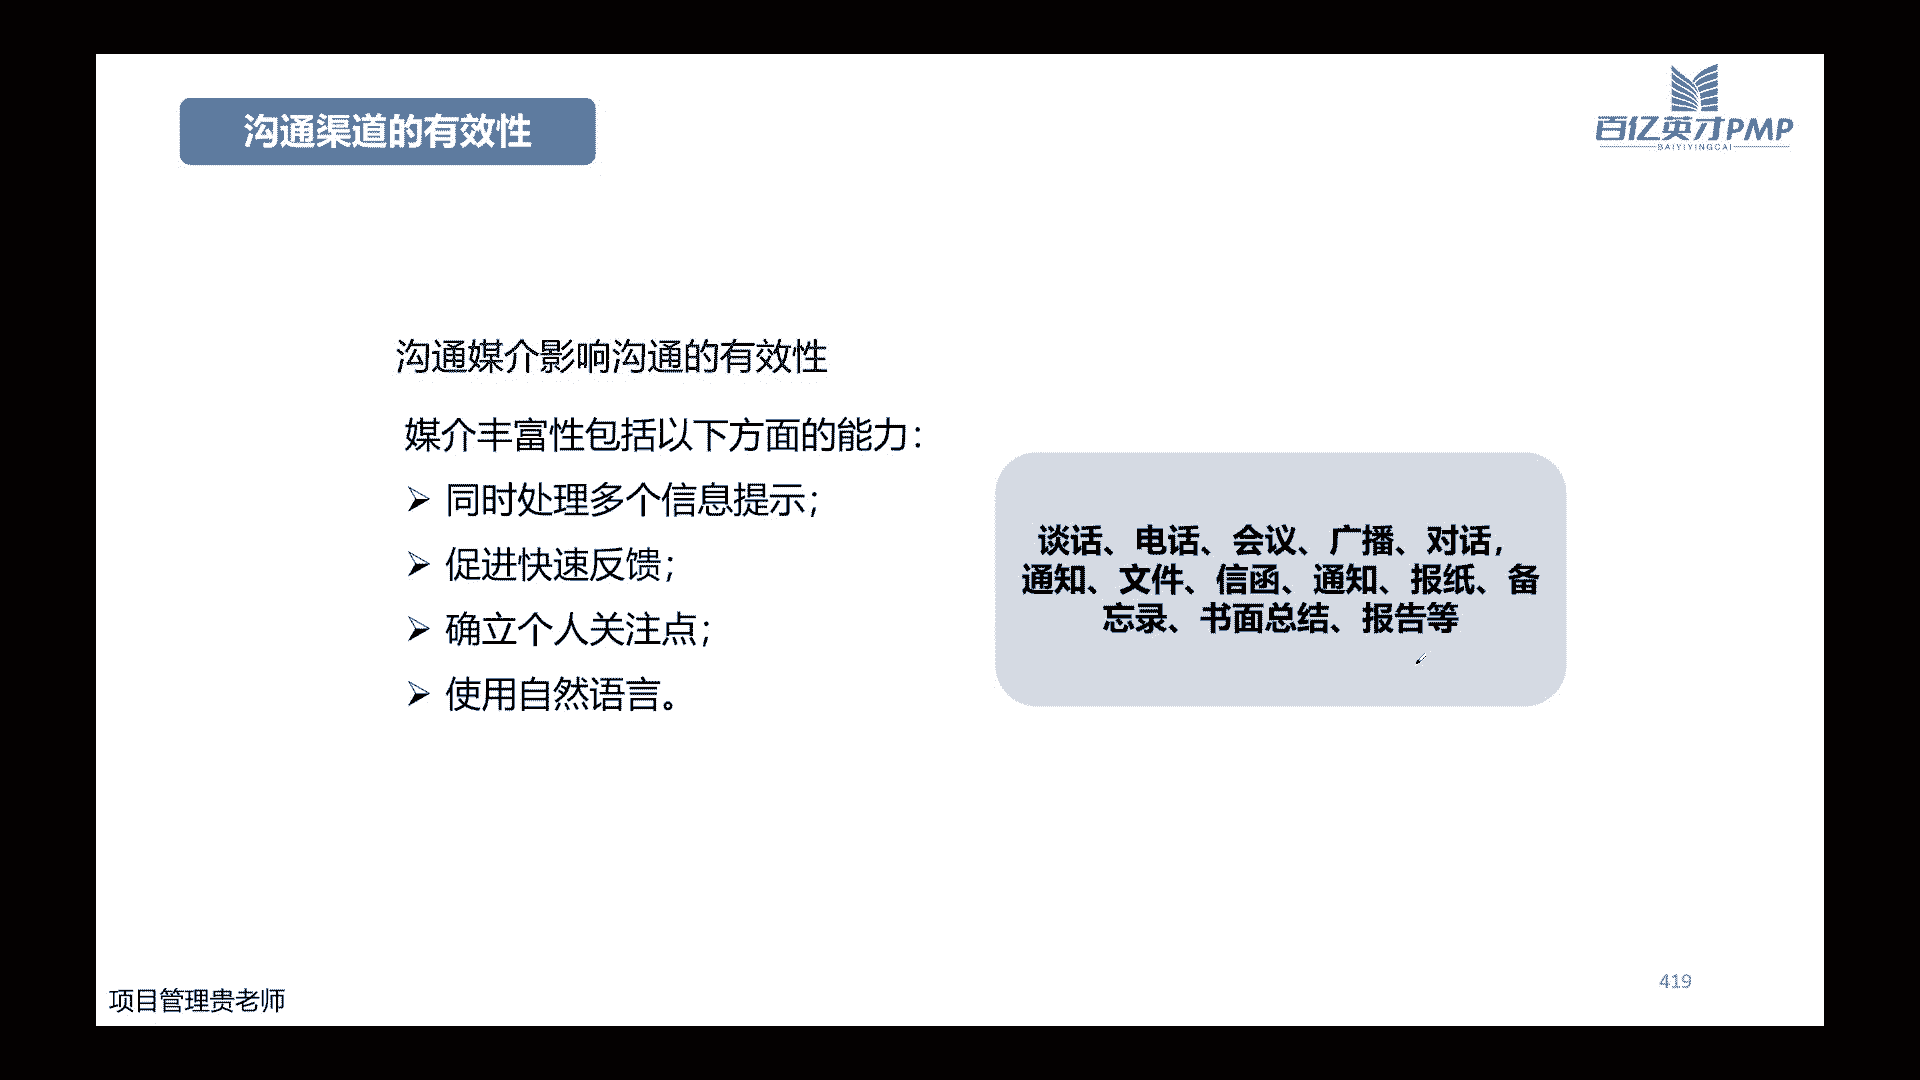 沟通渠道的有效性
百亿英才PMP
BAIYIYINGCAI
沟通媒介影响沟通的有效性
媒介丰富性包括以下方面的能力：
➢ 同时处理多个信息提示；
➢ 促进快速反馈；
➢ 确立个人关注点；
➢ 使用自然语言。
谈话、电话、会议、广播、对话，
通知、文件、信函、通知、报纸、备
忘录、书面总结、报告等
419
项目管理贵老师